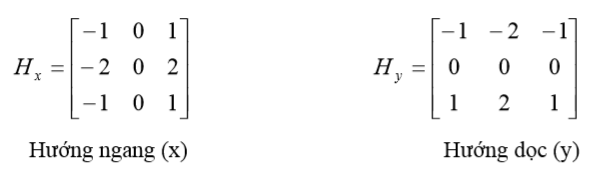 H_x = [ -1 0 1 ; -2 0 2 ; -1 0 1 ]
Hướng ngang (x)
H_y = [ -1 -2 -1 ; 0 0 0 ; 1 2 1 ]
Hướng dọc (y)